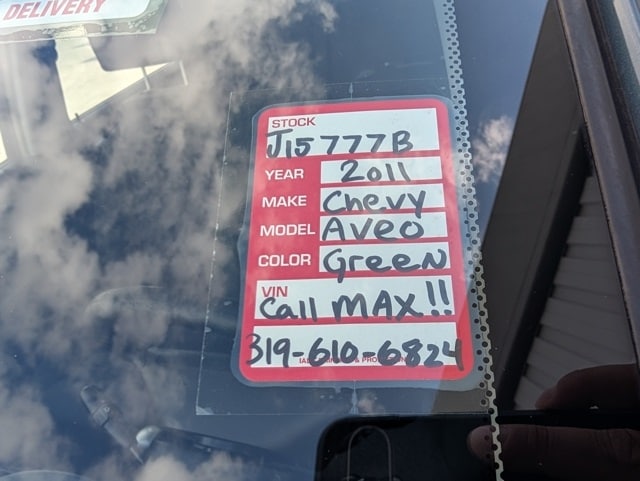 DELIVERY
STOCK
J15777B
YEAR 2011
MAKE Chevy
MODEL Aveo
COLOR Green
VIN
Call MAX!!
319-610-6824